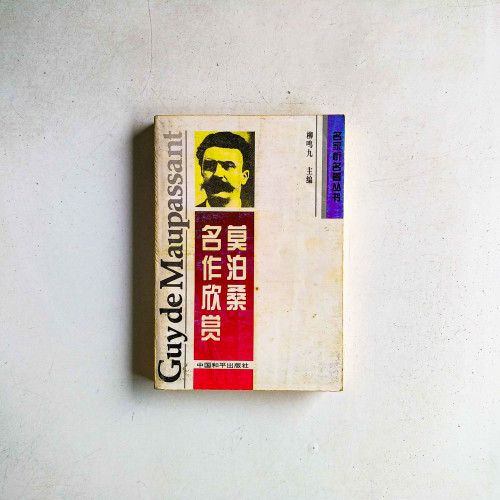 名家析名著丛书
柳鸣九 主编
莫泊桑
名作欣赏
Guy de Maupassant
中国和平出版社